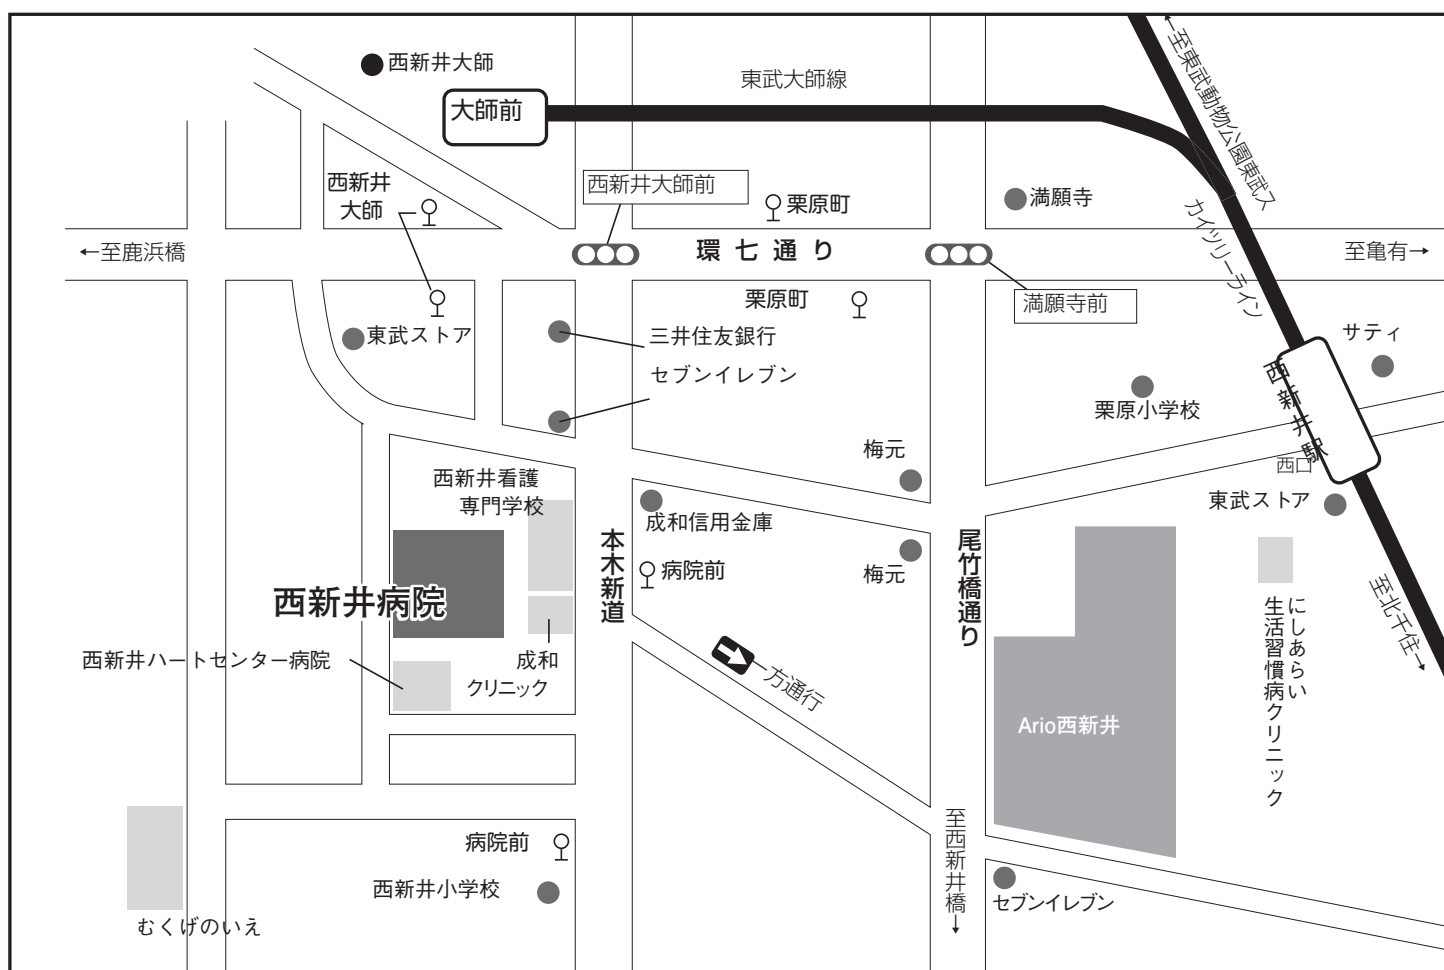 西新井大師
大師前
東武大師線
←至東武動物公園東武ス
カイツリーライン
西新井
大師
西新井大師前
栗原町
満願寺
←至鹿浜橋
環七通り
至亀有→
栗原町
満願寺前
東武ストア
三井住友銀行
セブンイレブン
サティ
栗原小学校
西新井駅
西口
梅元
西新井看護
専門学校
成和信用金庫
東武ストア
本木新道
病院前
梅元
尾竹橋通り
西新井病院
至北千住→
にしあらい
生活習慣病クリニック
西新井ハートセンター病院
成和
クリニック
一方通行
Ario西新井
至西新井橋→
病院前
西新井小学校
セブンイレブン
むくげのいえ